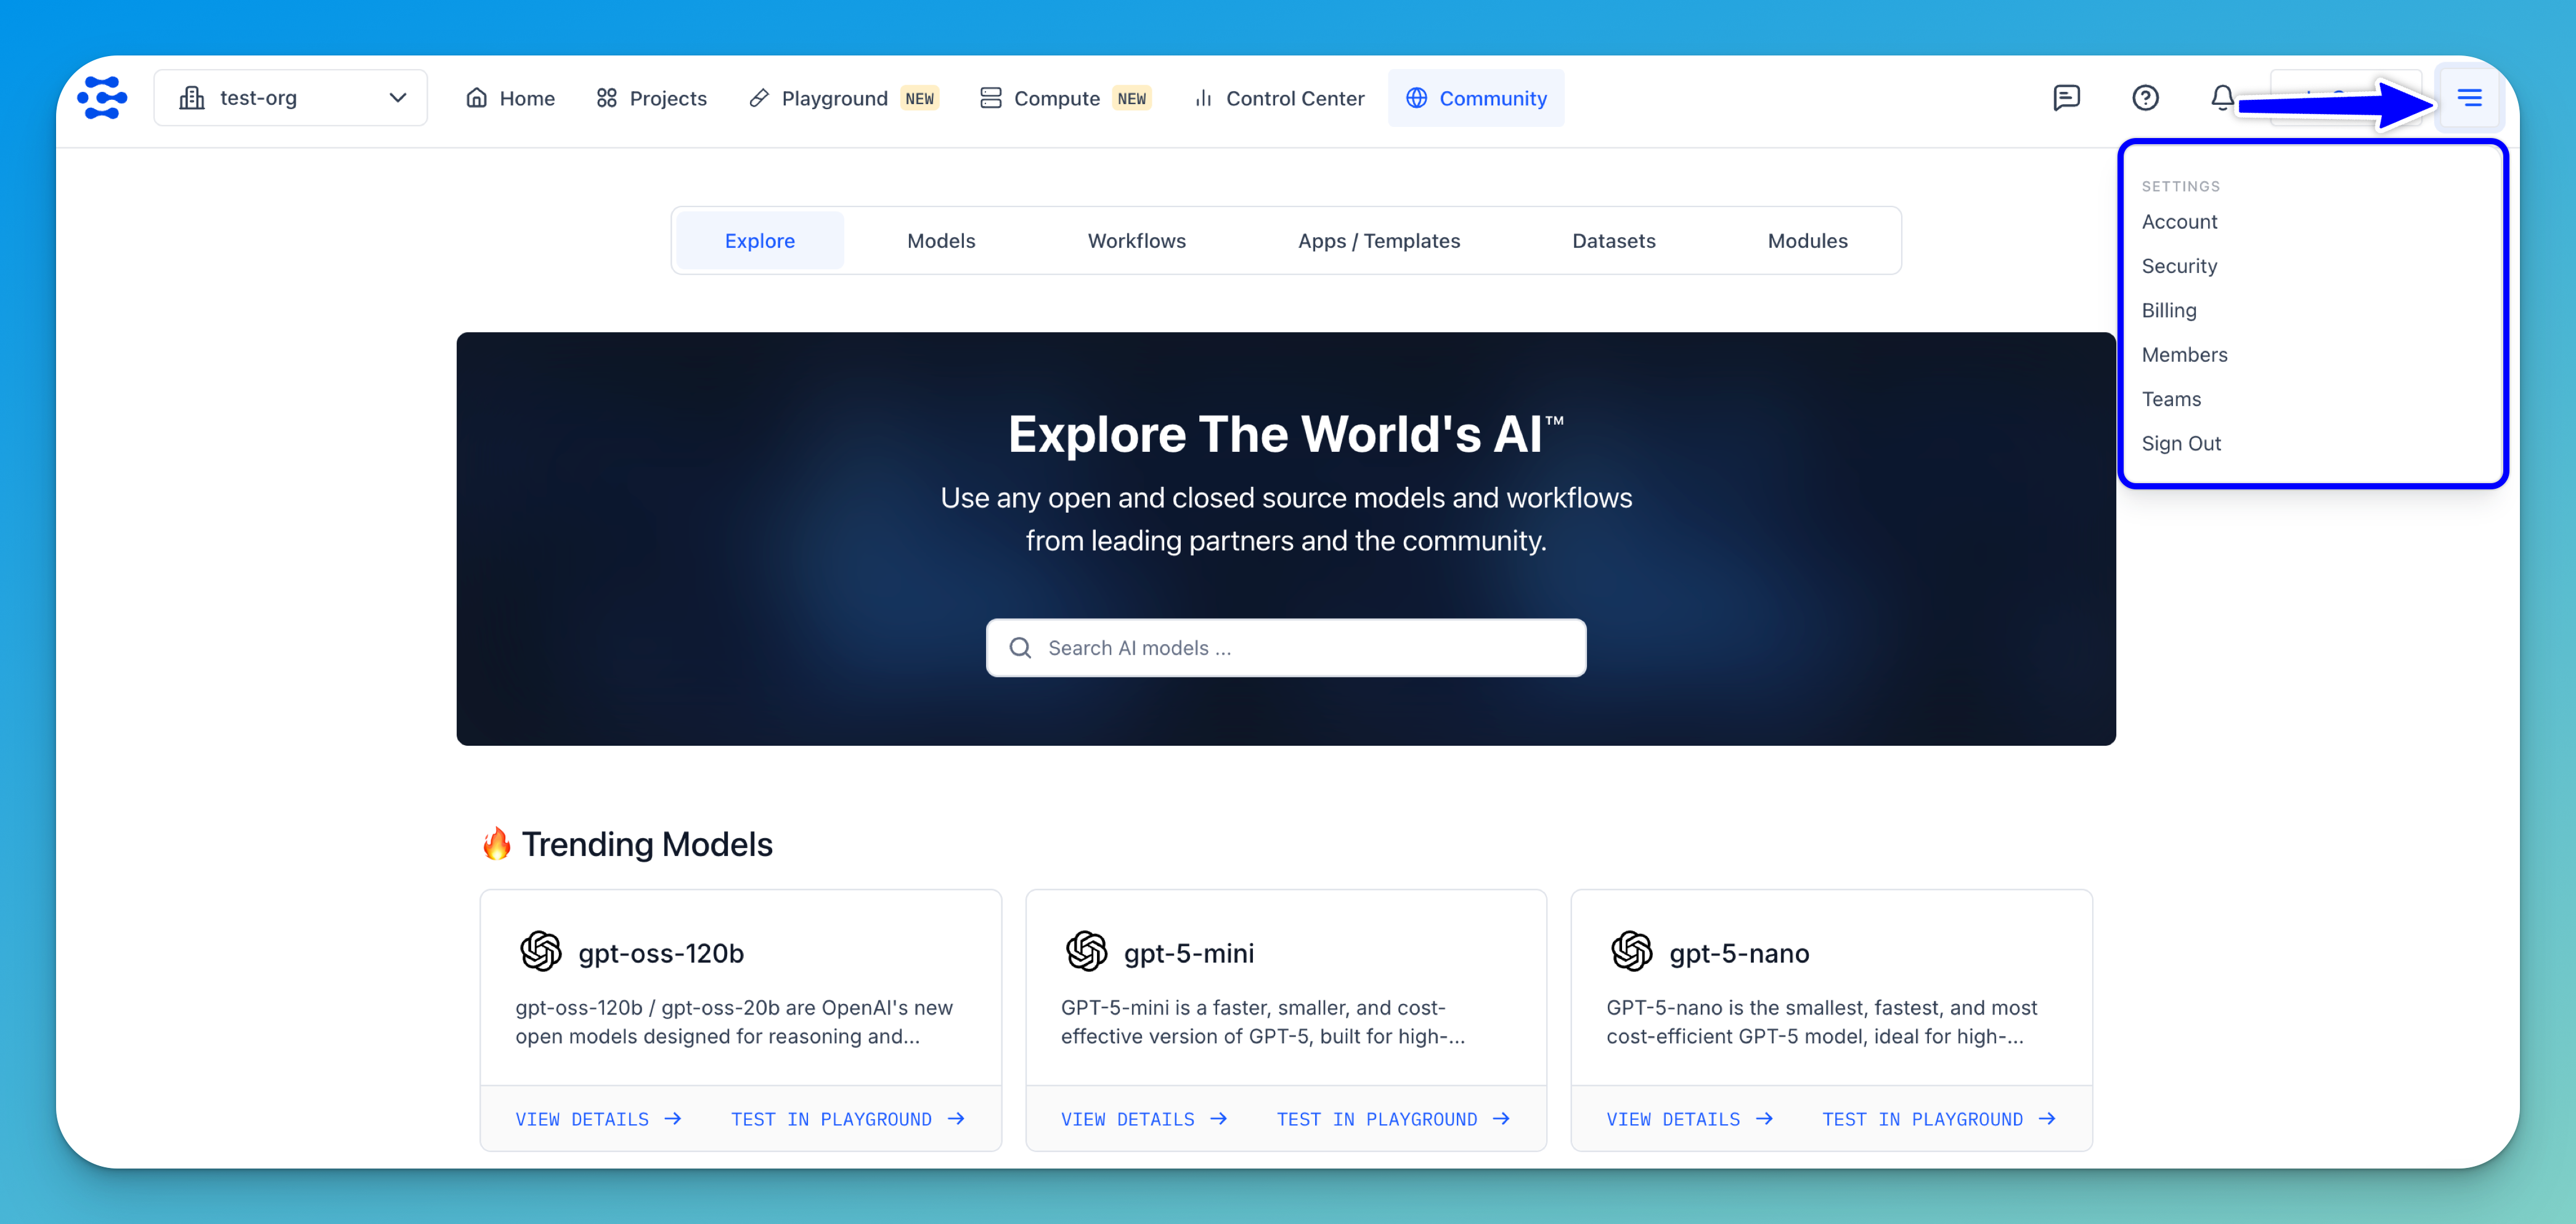 test-org
Home
Projects
Playground NEW
Compute NEW
Control Center
Community
SETTINGS
Account
Security
Billing
Members
Teams
Sign Out
Explore
Models
Workflows
Apps / Templates
Datasets
Modules
Explore The World's AI™
Use any open and closed source models and workflows
from leading partners and the community.
Search AI models ...
🔥 Trending Models
gpt-oss-120b
gpt-oss-120b / gpt-oss-20b are OpenAI's new
open models designed for reasoning and...
VIEW DETAILS →
TEST IN PLAYGROUND →
gpt-5-mini
GPT-5-mini is a faster, smaller, and cost-
effective version of GPT-5, built for high-...
VIEW DETAILS →
TEST IN PLAYGROUND →
gpt-5-nano
GPT-5-nano is the smallest, fastest, and most
cost-efficient GPT-5 model, ideal for high-...
VIEW DETAILS →
TEST IN PLAYGROUND →